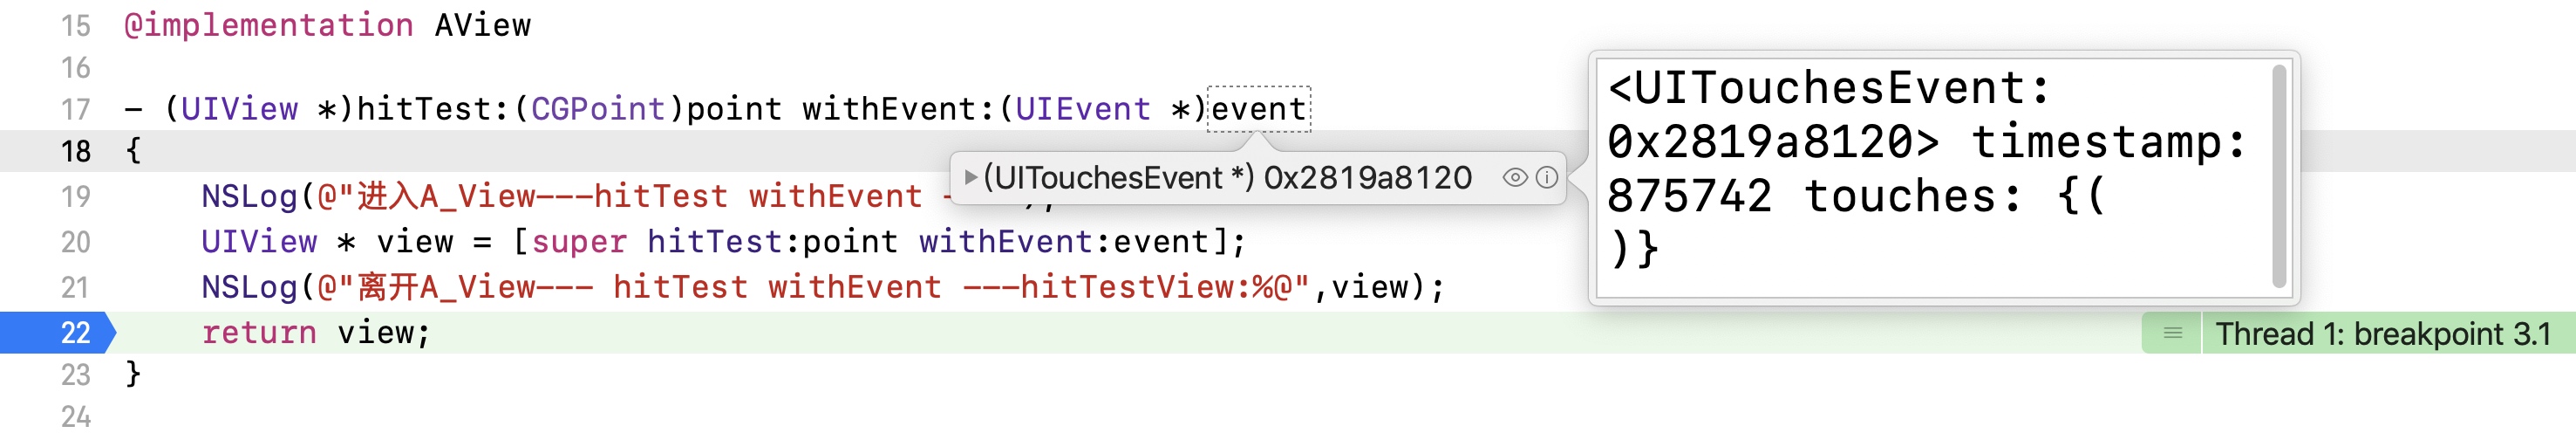 15 @implementation AView
16
17 - (UIView *)hitTest:(CGPoint)point withEvent:(UIEvent *)event
18 {
(UITouchesEvent *) 0x2819a8120
19 NSLog(@"进入A_View---hitTest withEvent -
20 UIView * view = [super hitTest:point withEvent:event];
21 NSLog(@"离开A_View--- hitTest withEvent ---hitTestView:%@",view);
22 return view;
Thread 1: breakpoint 3.1
23 }
24
<UITouchesEvent:
0x2819a8120> timestamp:
875742 touches: {(
)}